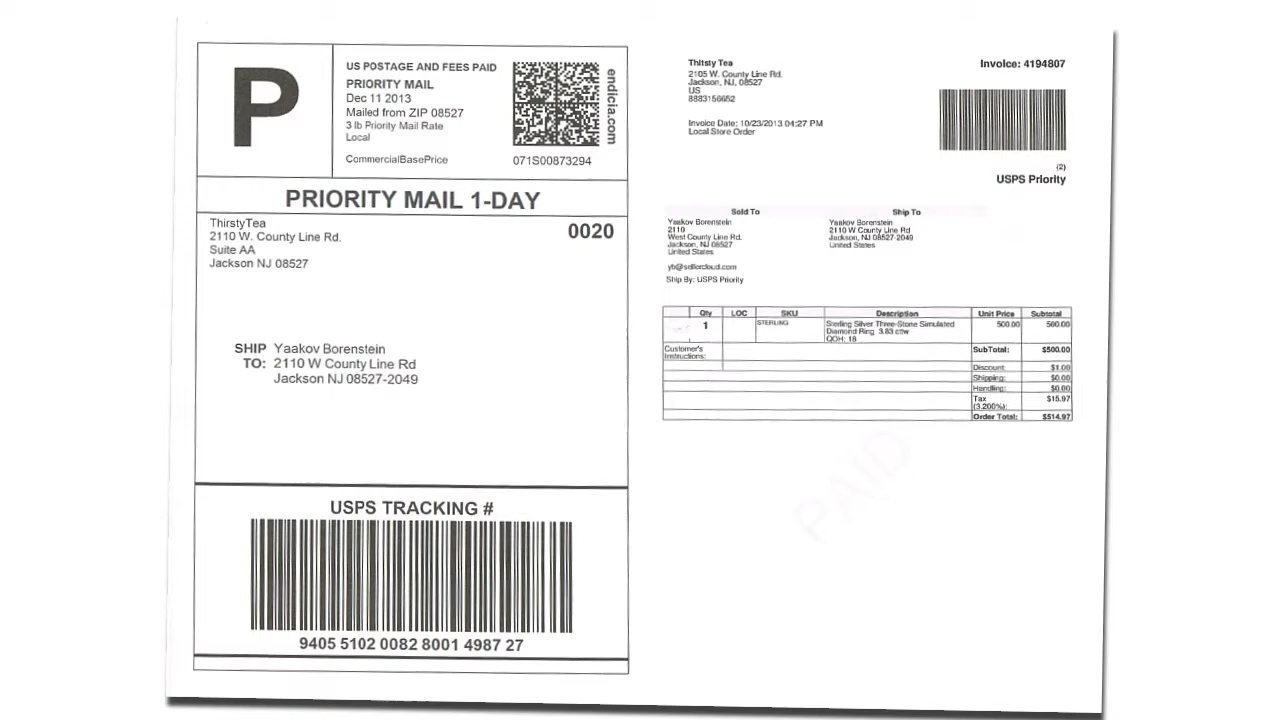 P
US POSTAGE AND FEES PAID
PRIORITY MAIL
Dec 11 2013
Mailed from ZIP 08527
3 lb Priority Mail Rate
Local
CommercialBasePrice
071S00873294
endicia.com
PRIORITY MAIL 1-DAY
ThirstyTea
2110 W. County Line Rd.
Suite AA
Jackson NJ 08527
0020
SHIP Yaakov Borenstein
TO: 2110 W County Line Rd
Jackson NJ 08527-2049
USPS TRACKING #
9405 5102 0082 8001 4987 27
Thitsty Tea
2105 W. County Line Rd.
Jackson, NJ, 08527
US
8883156652
Invoice Date: 10/23/2013 04:27 PM
Local Store Order
Invoice: 4194807
(2)
USPS Priority
Sold To
Yaakov Borenstein
2110
West County Line Rd.
Jackson, NJ 08527
United States
yb@sellercloud.com
Ship By: USPS Priority
Ship To
Yaakov Borenstein
2110 W County Line Rd
Jackson, NJ 08527-2049
United States
Qty LOC SKU Description Unit Price Subtotal
1 STERLING Sterling Silver Three-Stone Simulated 500.00 500.00
Diamond Ring 3.83 cttw
QOH: 18
Customer's
Instructions:
SubTotal: $500.00
Discount: $1.00
Shipping: $0.00
Handling: $0.00
Tax $15.97
(3.200%):
Order Total: $514.97
PAID